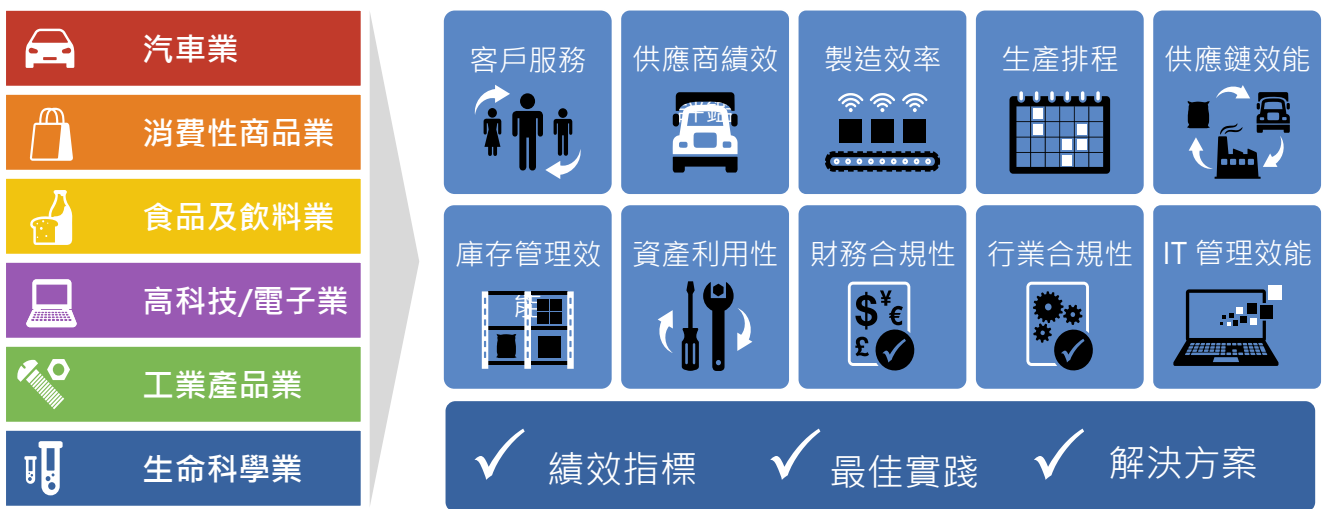 汽車業
消費性商品業
食品及飲料業
高科技/電子業
工業產品業
生命科學業
客戶服務
供應商績效
製造效率
生產排程
供應鏈效能
庫存管理效
能
資產利用性
財務合規性
行業合規性
IT 管理效能
績效指標
最佳實踐
解決方案